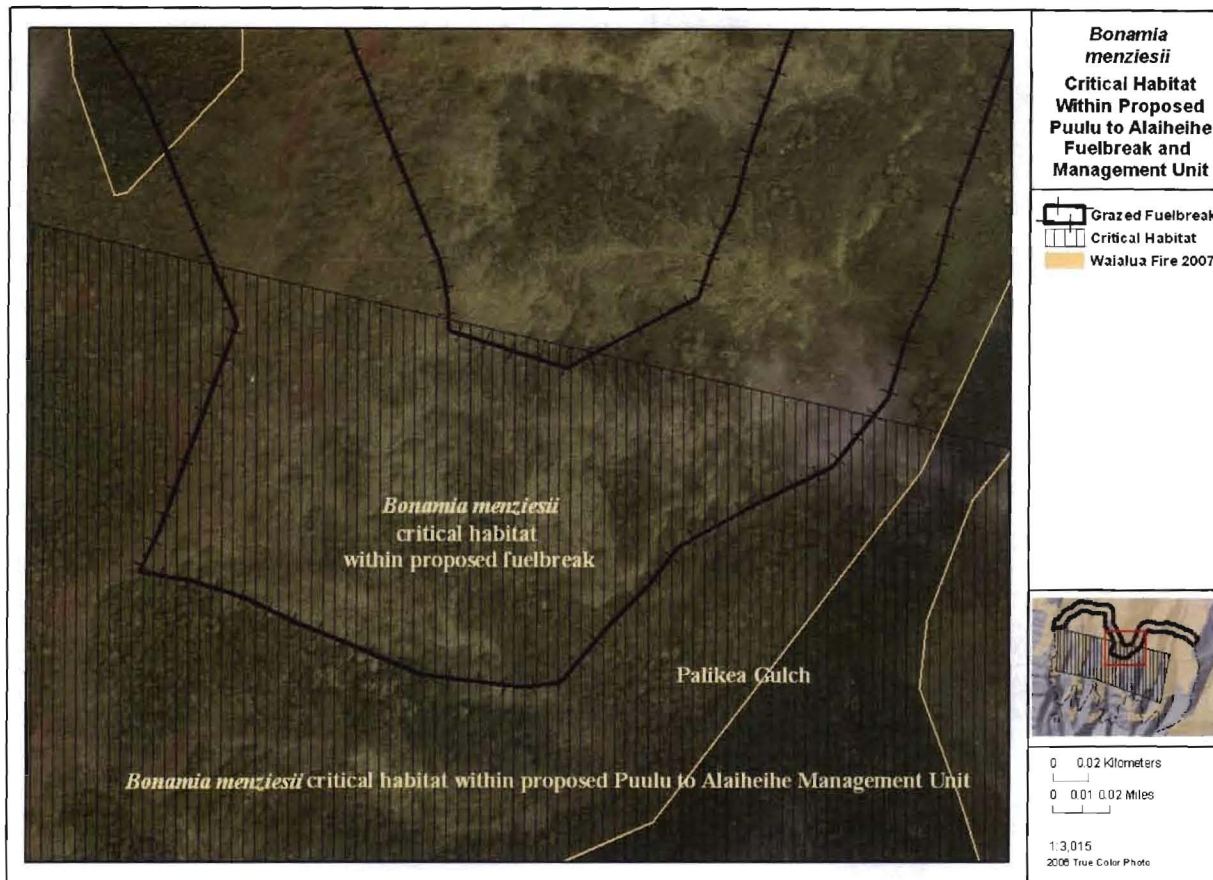 Bonamia
menziesii
Critical Habitat
Within Proposed
Puulu to Alaiheihe
Fuelbreak and
Management Unit
Grazed Fuelbreak
Critical Habitat
Waialua Fire 2007
Bonamia menziesii
critical habitat
within proposed fuelbreak
Palikea Gulch
Bonamia menziesii critical habitat within proposed Puulu to Alaiheihe Management Unit
0 0.02 Kilometers
0 0.01 0.02 Miles
1:3,015
2006 True Color Photo